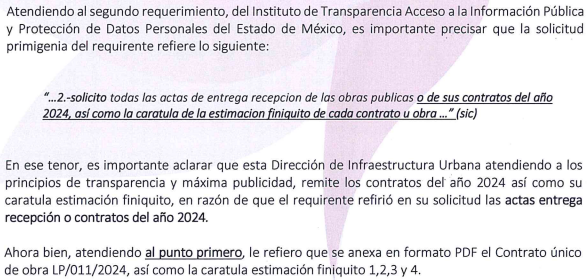 Atendiendo al segundo requerimiento, del Instituto de Transparencia Acceso a la Información Pública
y Protección de Datos Personales del Estado de México, es importante precisar que la solicitud
primigenia del requirente refiere lo siguiente:
“...2.-solicito todas las actas de entrega recepcion de las obras publicas o de sus contratos del año
2024, así como la caratula de la estimacion finiquito de cada contrato u obra ...” (sic)
En ese tenor, es importante aclarar que esta Dirección de Infraestructura Urbana atendiendo a los
principios de transparencia y máxima publicidad, remite los contratos del año 2024 así como su
caratula estimación finiquito, en razón de que el requirente refirió en su solicitud las actas entrega
recepción o contratos del año 2024.
Ahora bien, atendiendo al punto primero, le refiero que se anexa en formato PDF el Contrato único
de obra LP/011/2024, así como la caratula estimación finiquito 1,2,3 y 4.